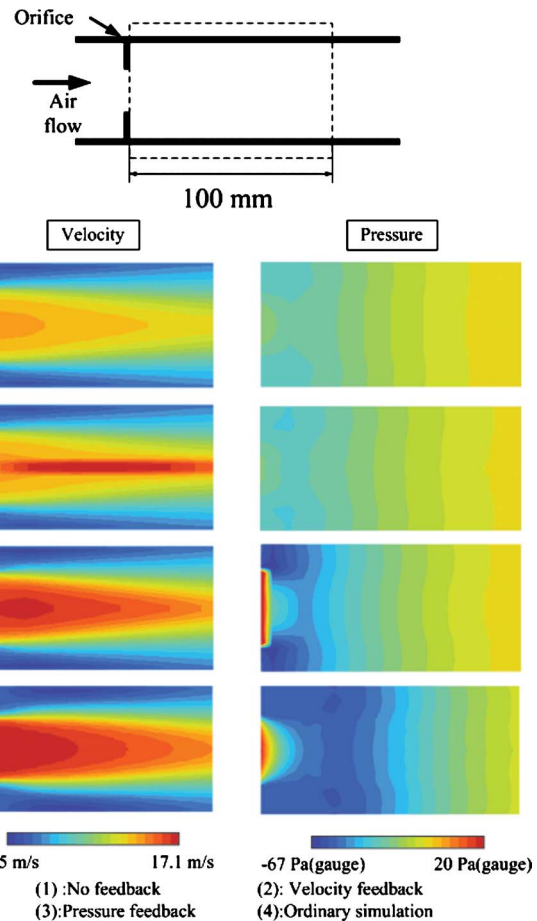 Orifice
Air
flow
100 mm
Velocity
Pressure
5 m/s
17.1 m/s
-67 Pa(gauge)
20 Pa(gauge)
(1) :No feedback
(2): Velocity feedback
(3):Pressure feedback
(4):Ordinary simulation